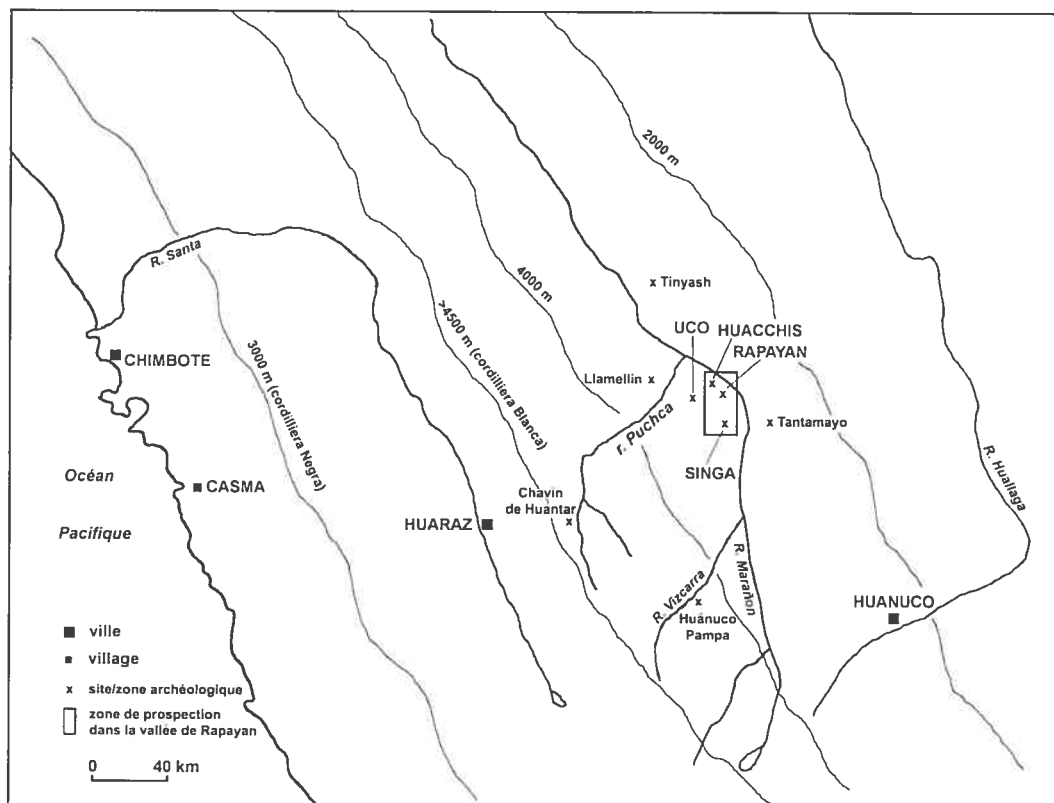 2000 m
R. Santa
4000 m
Tinyash
>4500 m (cordilliera Blanca)
UCO
HUACCHIS
RAPAYAN
CHIMBOTE
3000 m (cordilliera Negra)
Llamellin
r. Puchca
Tantamayo
SINGA
Océan
Pacifique
CASMA
HUARAZ
Chavin
de Huantar
R. Huallaga
R. Marañon
R. Vizcarra
Huánuco
Pampa
HUANUCO
ville
village
site/zone archéologique
zone de prospection
dans la vallée de Rapayan
0 40 km